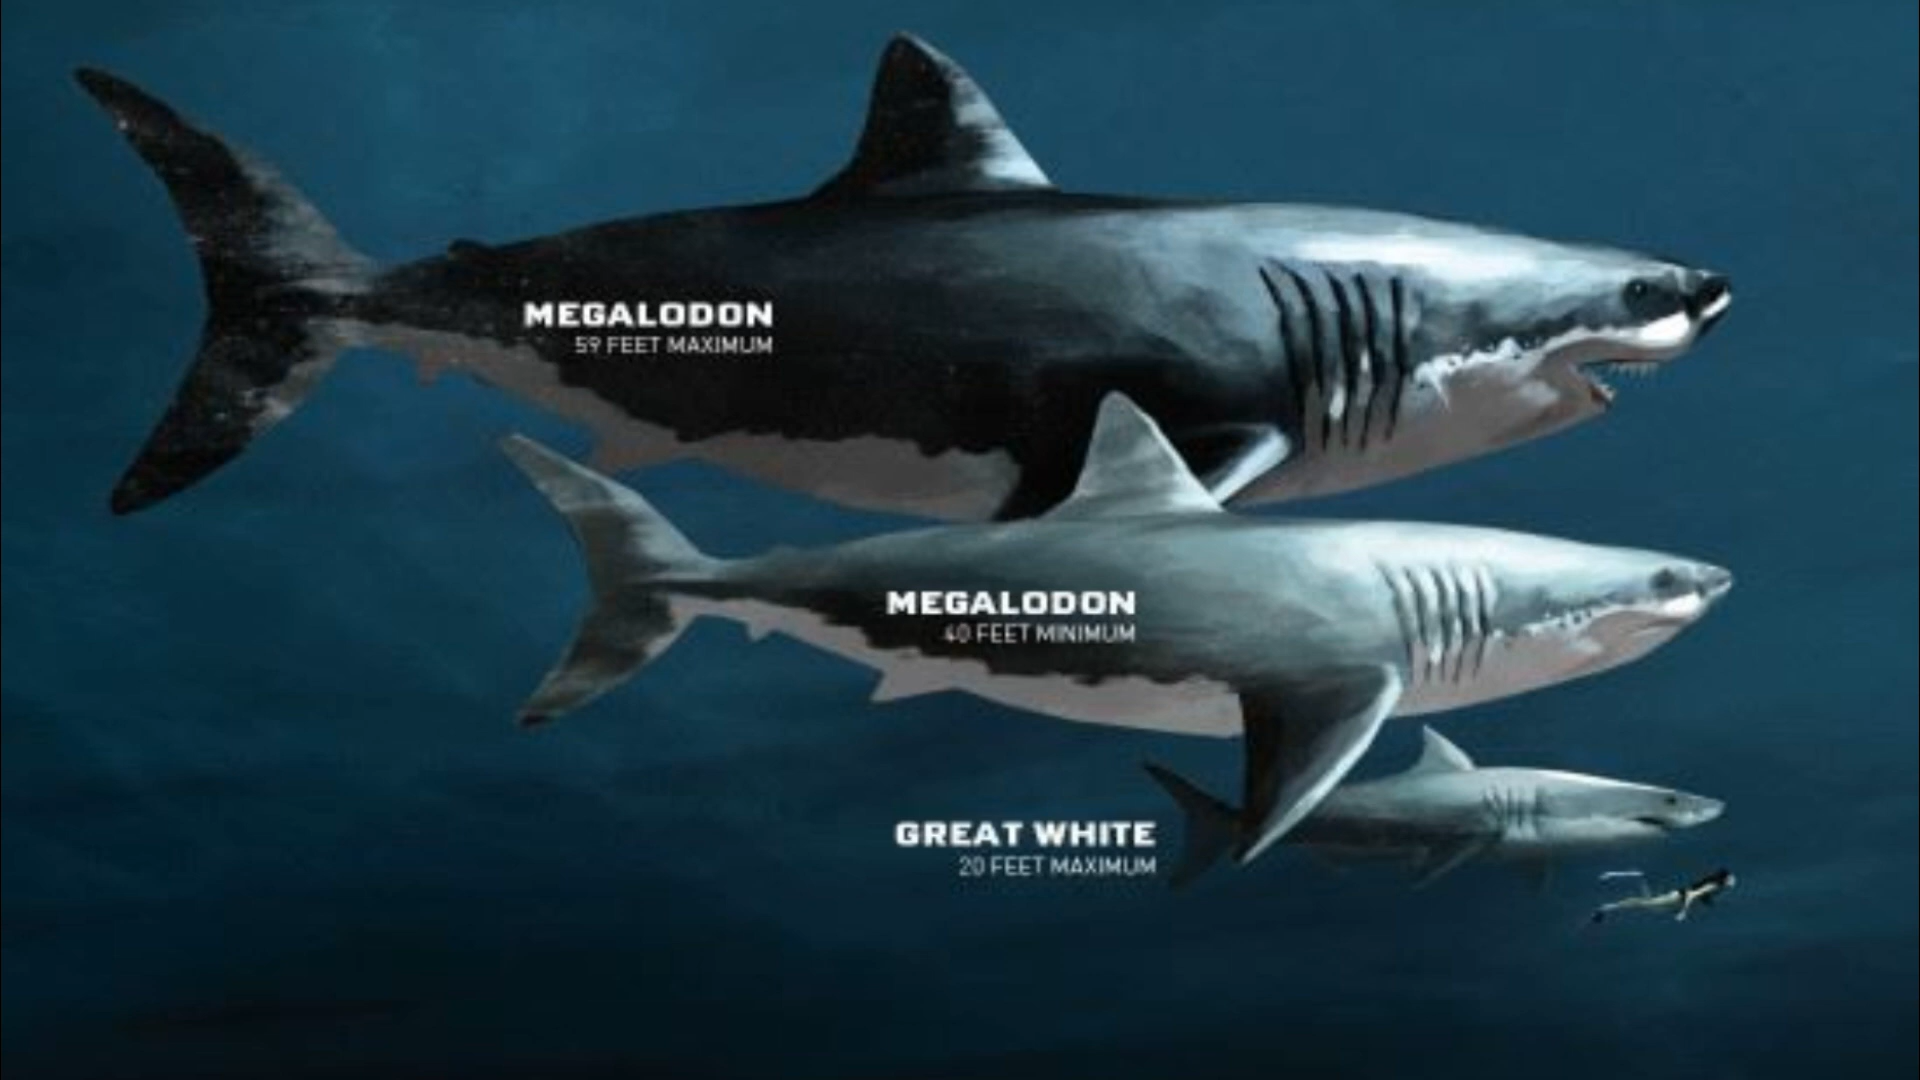 MEGALODON
59 FEET MAXIMUM
MEGALODON
40 FEET MINIMUM
GREAT WHITE
20 FEET MAXIMUM